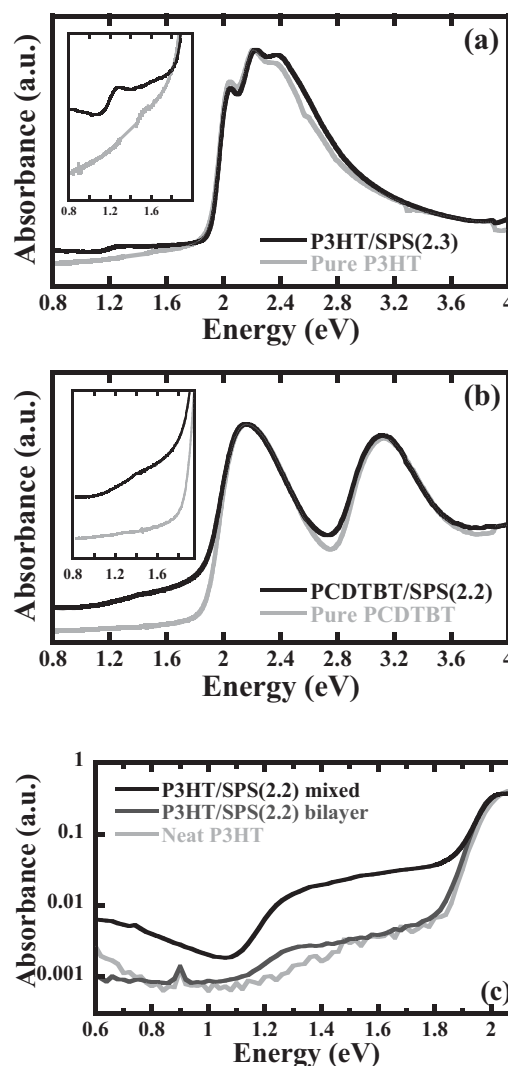 (a)
Absorbance (a.u.)
0.8 1.2 1.6
P3HT/SPS(2.3)
Pure P3HT
0.8 1.2 1.6 2 2.4 2.8 3.2 3.6 4
Energy (eV)
(b)
Absorbance (a.u.)
0.8 1.2 1.6
PCDTBT/SPS(2.2)
Pure PCDTBT
0.8 1.2 1.6 2 2.4 2.8 3.2 3.6 4
Energy (eV)
1
P3HT/SPS(2.2) mixed
P3HT/SPS(2.2) bilayer
Neat P3HT
0.1
0.01
0.001
Absorbance (a.u.)
(c)
0.6 0.8 1 1.2 1.4 1.6 1.8 2
Energy (eV)